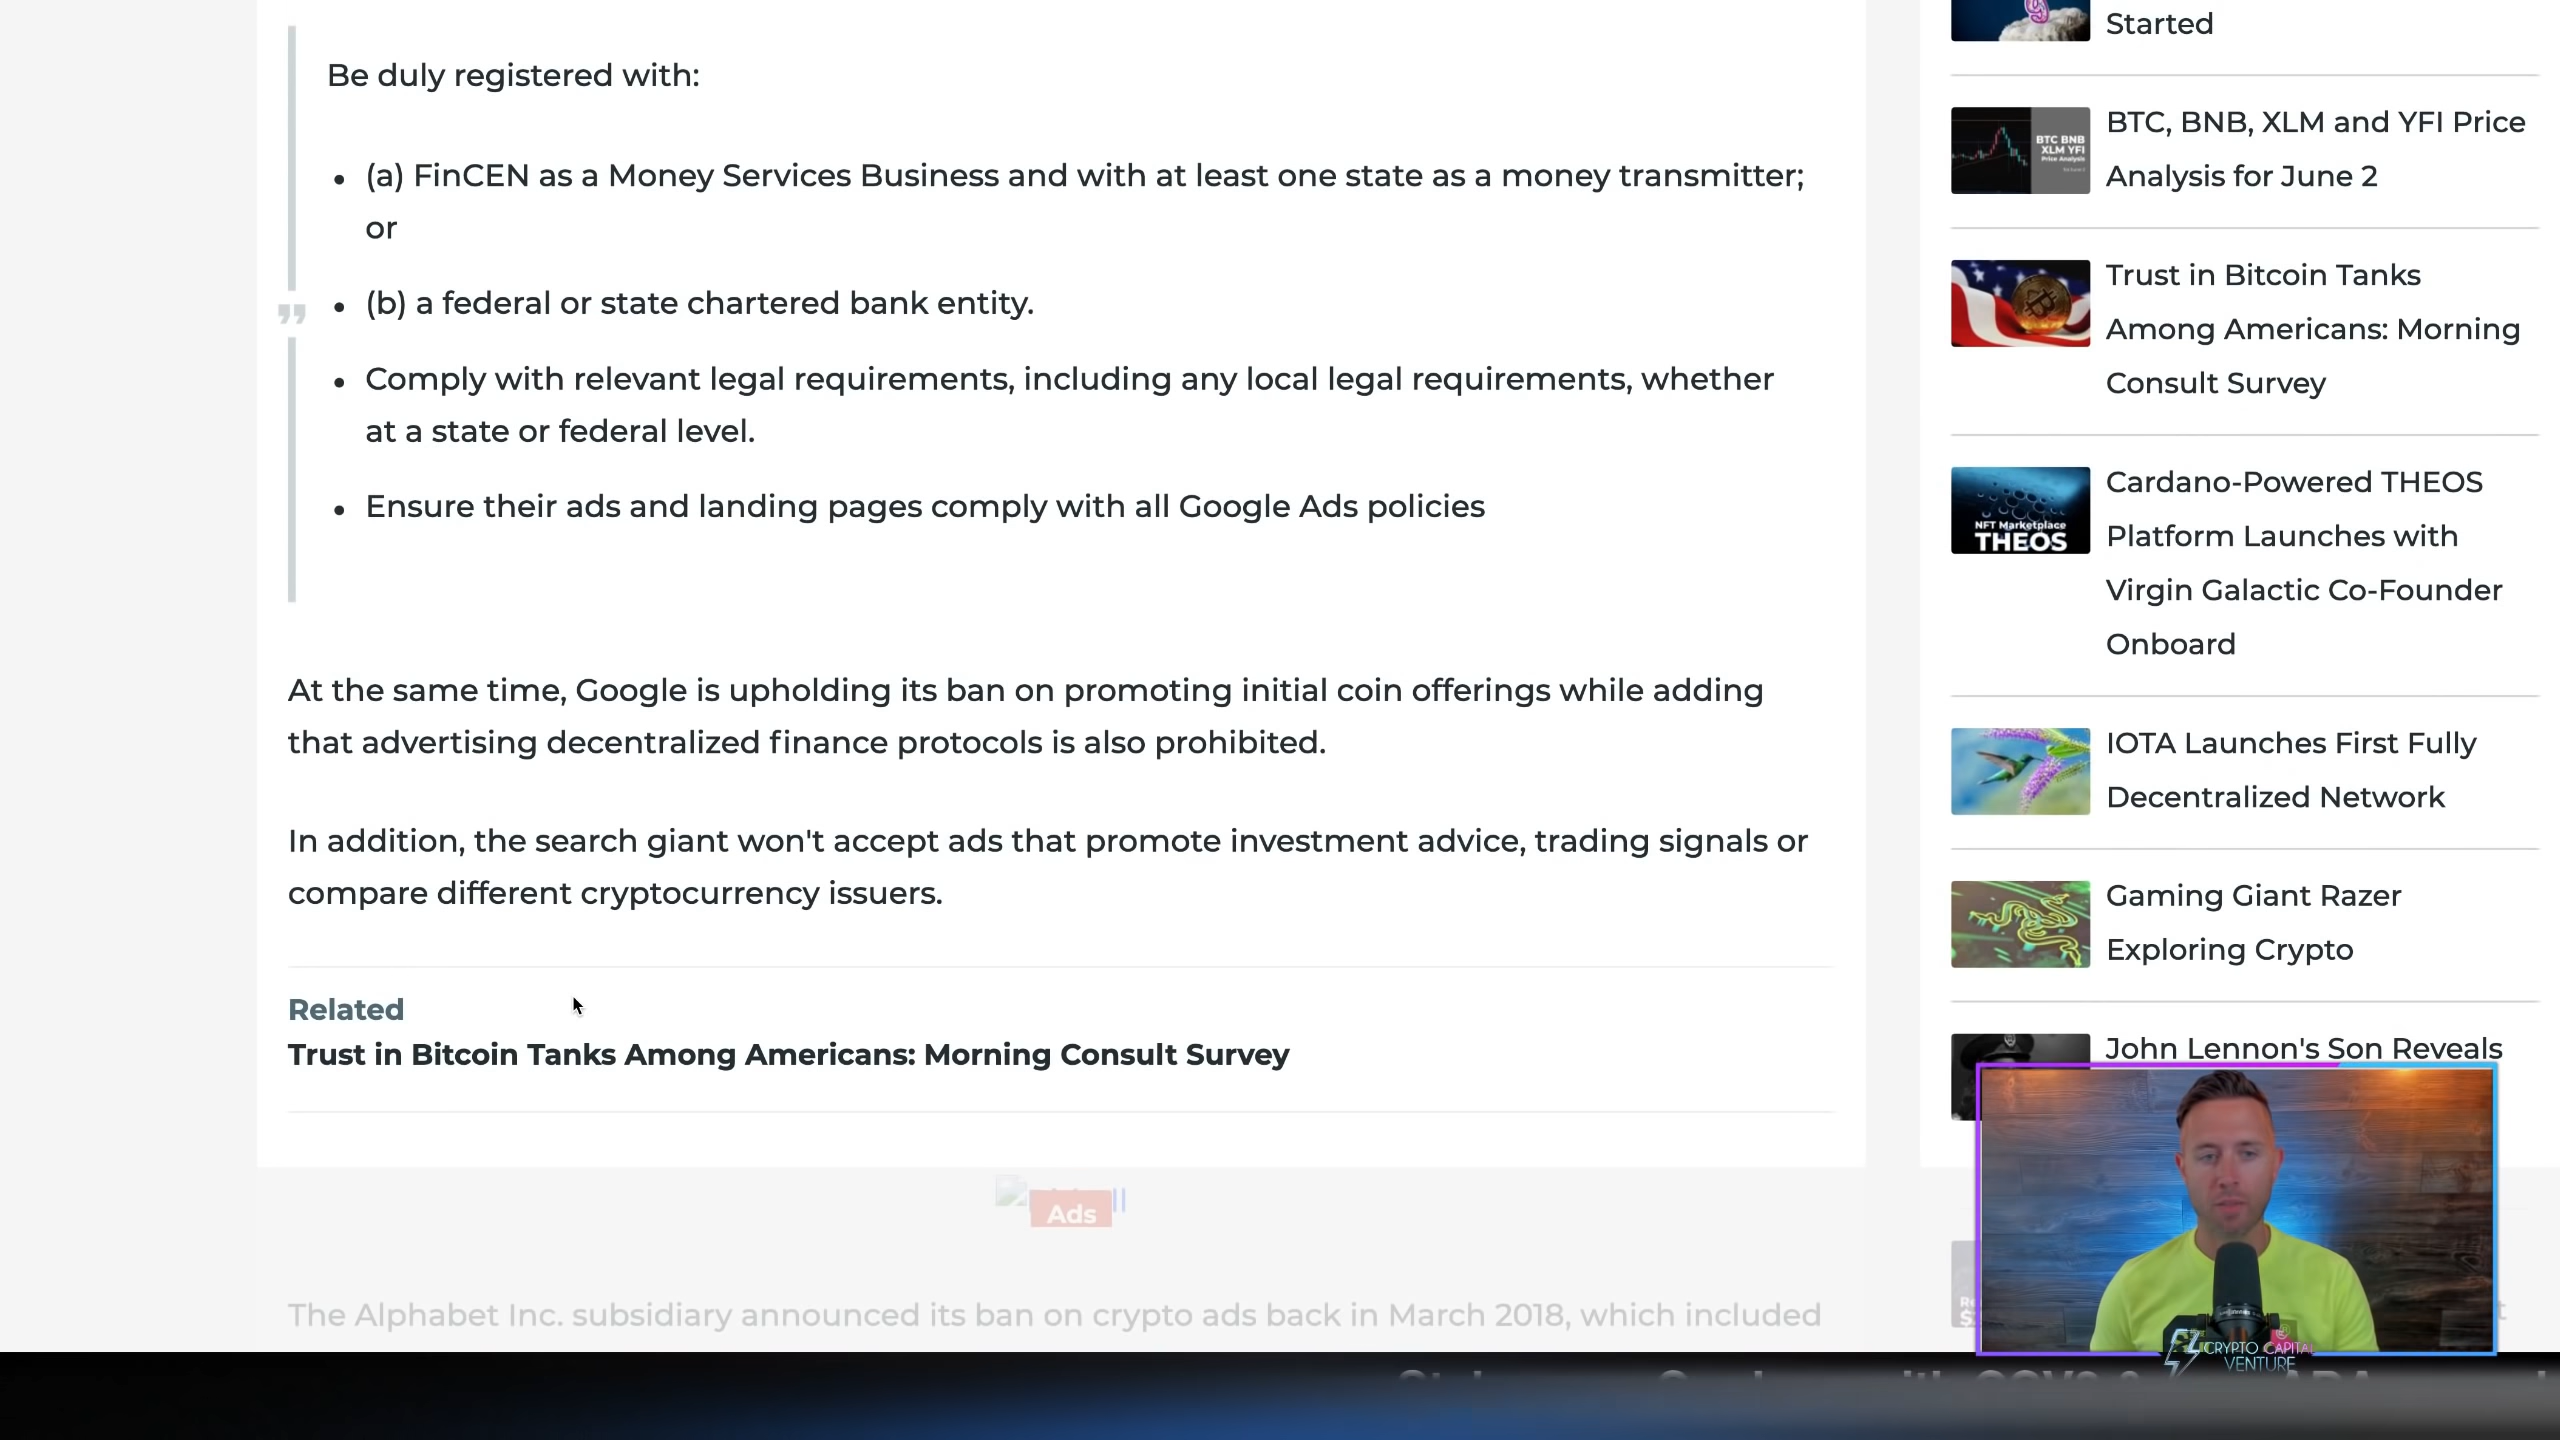 Be duly registered with:
(a) FinCEN as a Money Services Business and with at least one state as a money transmitter;
or
(b) a federal or state chartered bank entity.
Comply with relevant legal requirements, including any local legal requirements, whether
at a state or federal level.
Ensure their ads and landing pages comply with all Google Ads policies
At the same time, Google is upholding its ban on promoting initial coin offerings while adding
that advertising decentralized finance protocols is also prohibited.
In addition, the search giant won't accept ads that promote investment advice, trading signals or
compare different cryptocurrency issuers.
Related
Trust in Bitcoin Tanks Among Americans: Morning Consult Survey
Ads
The Alphabet Inc. subsidiary announced its ban on crypto ads back in March 2018, which included
Started
BTC BNB
XLM YFI
Price Analysis
BTC, BNB, XLM and YFI Price
Analysis for June 2
Trust in Bitcoin Tanks
Among Americans: Morning
Consult Survey
NFT Marketplace
THEOS
Cardano-Powered THEOS
Platform Launches with
Virgin Galactic Co-Founder
Onboard
IOTA Launches First Fully
Decentralized Network
Gaming Giant Razer
Exploring Crypto
John Lennon's Son Reveals
CRYPTO CAPITAL
VENTURE